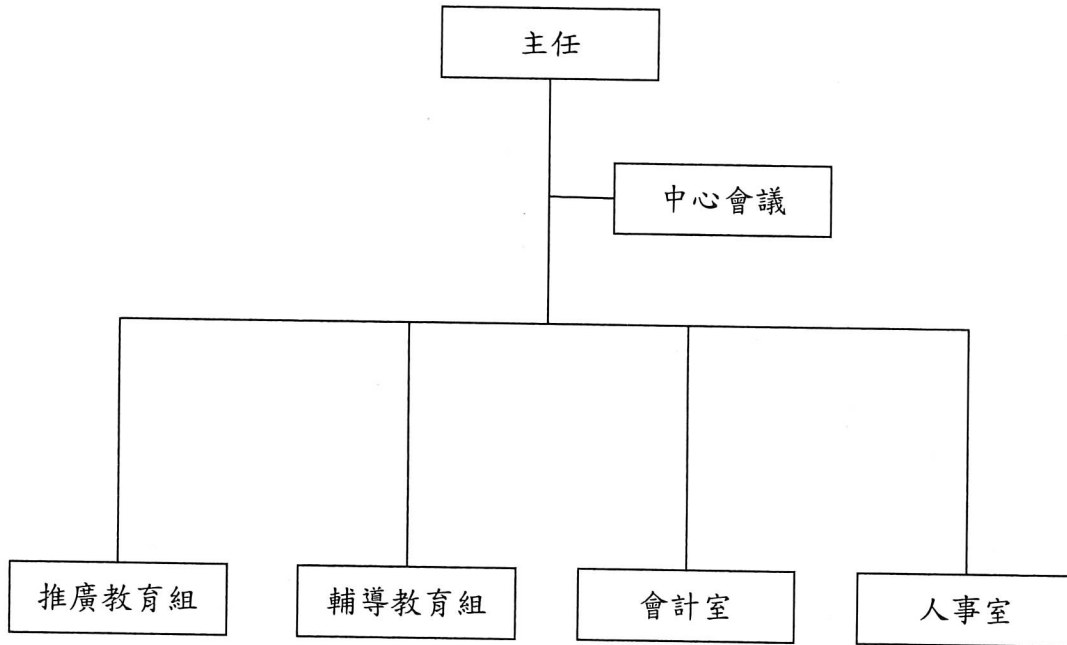 主任
中心會議
推廣教育組
輔導教育組
會計室
人事室